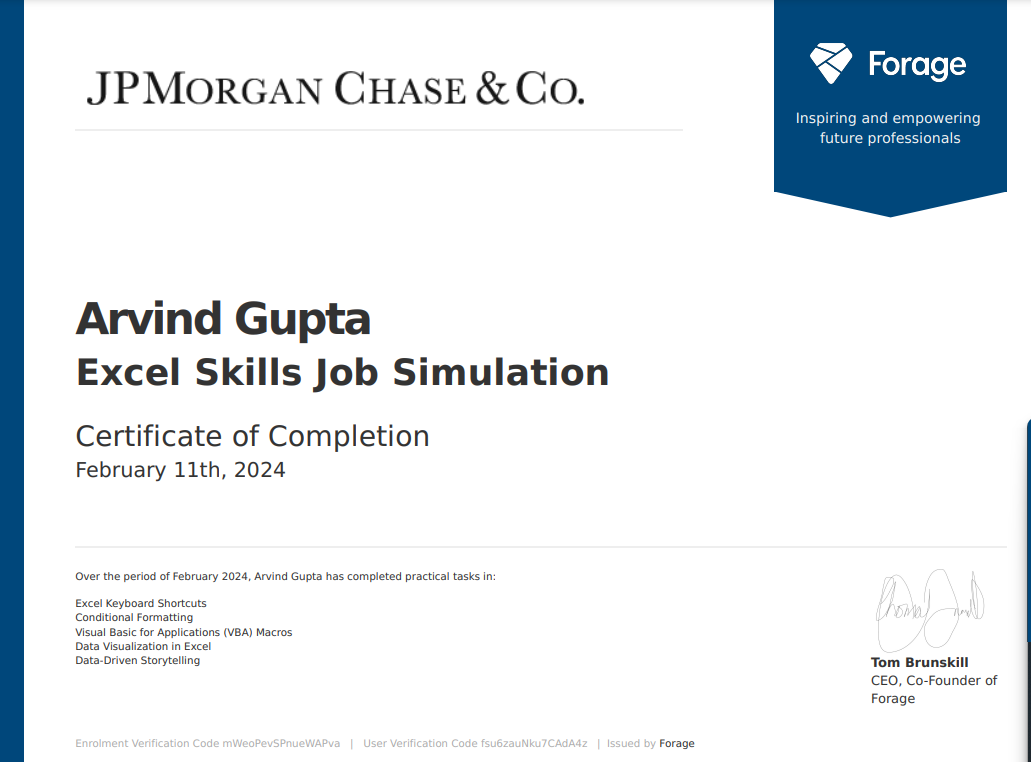 JPMORGAN CHASE & CO.
Forage
Inspiring and empowering
future professionals
Arvind Gupta
Excel Skills Job Simulation
Certificate of Completion
February 11th, 2024
Over the period of February 2024, Arvind Gupta has completed practical tasks in:
Excel Keyboard Shortcuts
Conditional Formatting
Visual Basic for Applications (VBA) Macros
Data Visualization in Excel
Data-Driven Storytelling
Tom Brunskill
CEO, Co-Founder of
Forage
Enrolment Verification Code mWeoPevSPnueWAPva | User Verification Code fsu6zauNku7CAdA4z | Issued by Forage